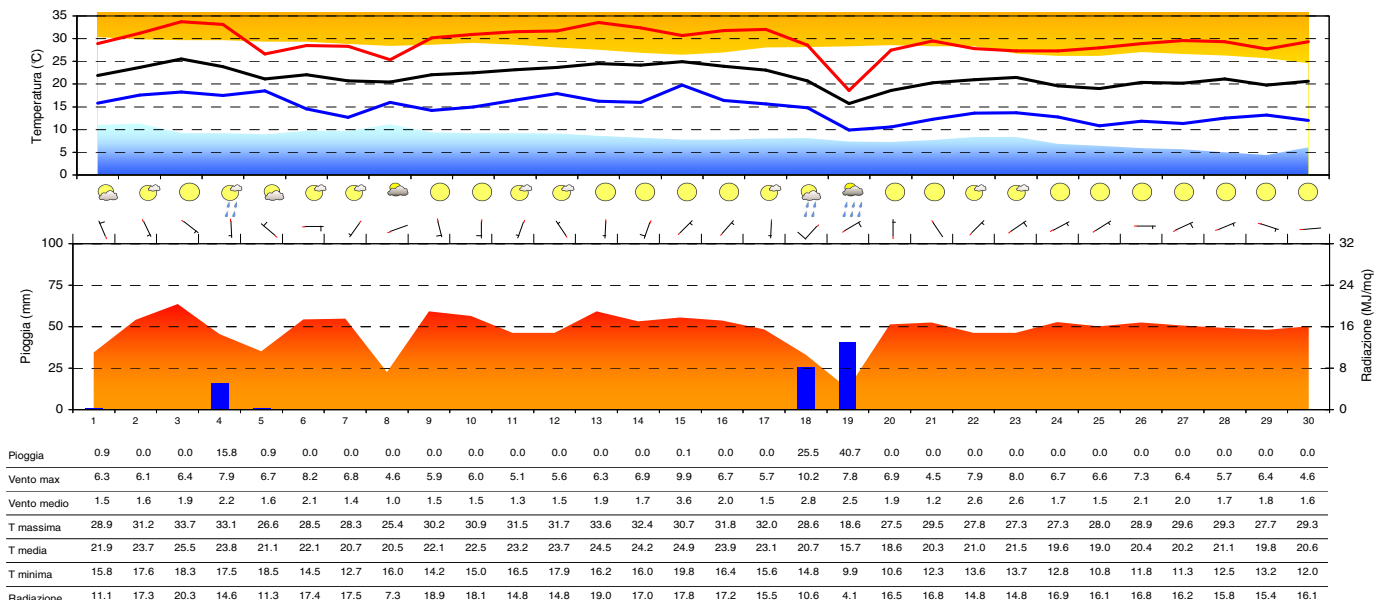 35
30
25
20
15
10
5
0
Temperatura (°C)
100
75
50
25
0
Pioggia (mm)
32
24
16
8
0
Radiazione (MJ/mq)
1 2 3 4 5 6 7 8 9 10 11 12 13 14 15 16 17 18 19 20 21 22 23 24 25 26 27 28 29 30
Pioggia 0.9 0.0 0.0 15.8 0.9 0.0 0.0 0.0 0.0 0.0 0.0 0.0 0.0 0.0 0.1 0.0 0.0 25.5 40.7 0.0 0.0 0.0 0.0 0.0 0.0 0.0 0.0 0.0 0.0 0.0
Vento max 6.3 6.1 6.4 7.9 6.7 8.2 6.8 4.6 5.9 6.0 5.1 5.6 6.3 6.9 9.9 6.7 5.7 10.2 7.8 6.9 4.5 7.9 8.0 6.7 6.6 7.3 6.4 5.7 6.4 4.6
Vento medio 1.5 1.6 1.9 2.2 1.6 2.1 1.4 1.0 1.5 1.5 1.3 1.5 1.9 1.7 3.6 2.0 1.5 2.8 2.5 1.9 1.2 2.6 2.6 1.7 1.5 2.1 2.0 1.7 1.8 1.6
T massima 28.9 31.2 33.7 33.1 26.6 28.5 28.3 25.4 30.2 30.9 31.5 31.7 33.6 32.4 30.7 31.8 32.0 28.6 18.6 27.5 29.5 27.8 27.3 27.3 28.0 28.9 29.6 29.3 27.7 29.3
T media 21.9 23.7 25.5 23.8 21.1 22.1 20.7 20.5 22.1 22.5 23.2 23.7 24.5 24.2 24.9 23.9 23.1 20.7 15.7 18.6 20.3 21.0 21.5 19.6 19.0 20.4 20.2 21.1 19.8 20.6
T minima 15.8 17.6 18.3 17.5 18.5 14.5 12.7 16.0 14.2 15.0 16.5 17.9 16.2 16.0 19.8 16.4 15.6 14.8 9.9 10.6 12.3 13.6 13.7 12.8 10.8 11.8 11.3 12.5 13.2 12.0
Radiazione 11.1 17.3 20.3 14.6 11.3 17.4 17.5 7.3 18.9 18.1 14.8 14.8 19.0 17.0 17.8 17.2 15.5 10.6 4.1 16.5 16.8 14.8 14.8 16.9 16.1 16.8 16.2 15.8 15.4 16.1